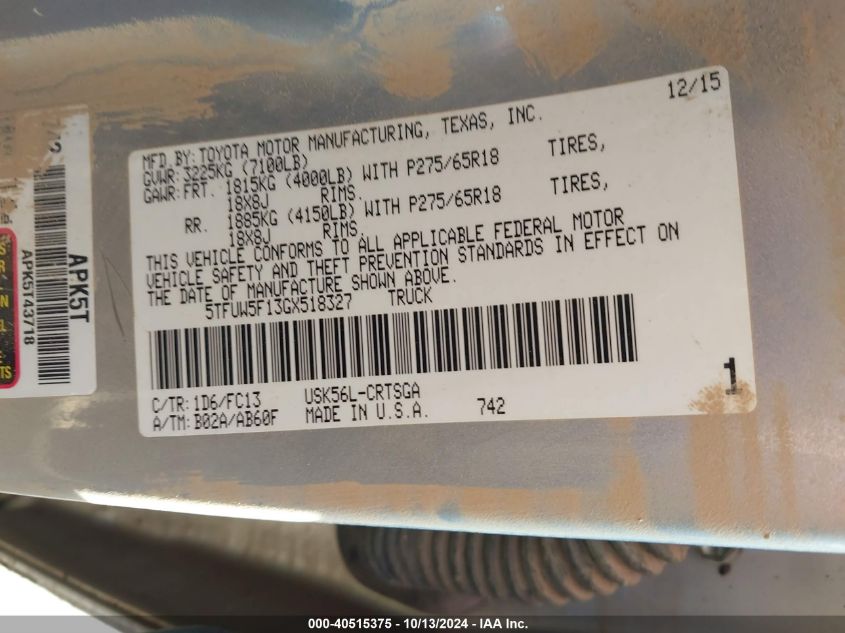 12/15
MFD.BY:TOYOTA MOTOR MANUFACTURING, TEXAS, INC.
GVWR:3225KG (7100LB)
GAWR:FRT. 1815KG (4000LB) WITH P275/65R18 TIRES,
18X8J RIMS.
RR. 1885KG (4150LB) WITH P275/65R18 TIRES,
18X8J RIMS.
THIS VEHICLE CONFORMS TO ALL APPLICABLE FEDERAL MOTOR
VEHICLE SAFETY AND THEFT PREVENTION STANDARDS IN EFFECT ON
THE DATE OF MANUFACTURE SHOWN ABOVE.
5TFUW5F13GX518327 TRUCK
C/TR:1D6/FC13 USK56L-CRTSGA
A/TM:B02A/AB60F MADE IN U.S.A. 742
1
APK5T
APK5T43718
000-40515375 - 10/13/2024 - IAA Inc.